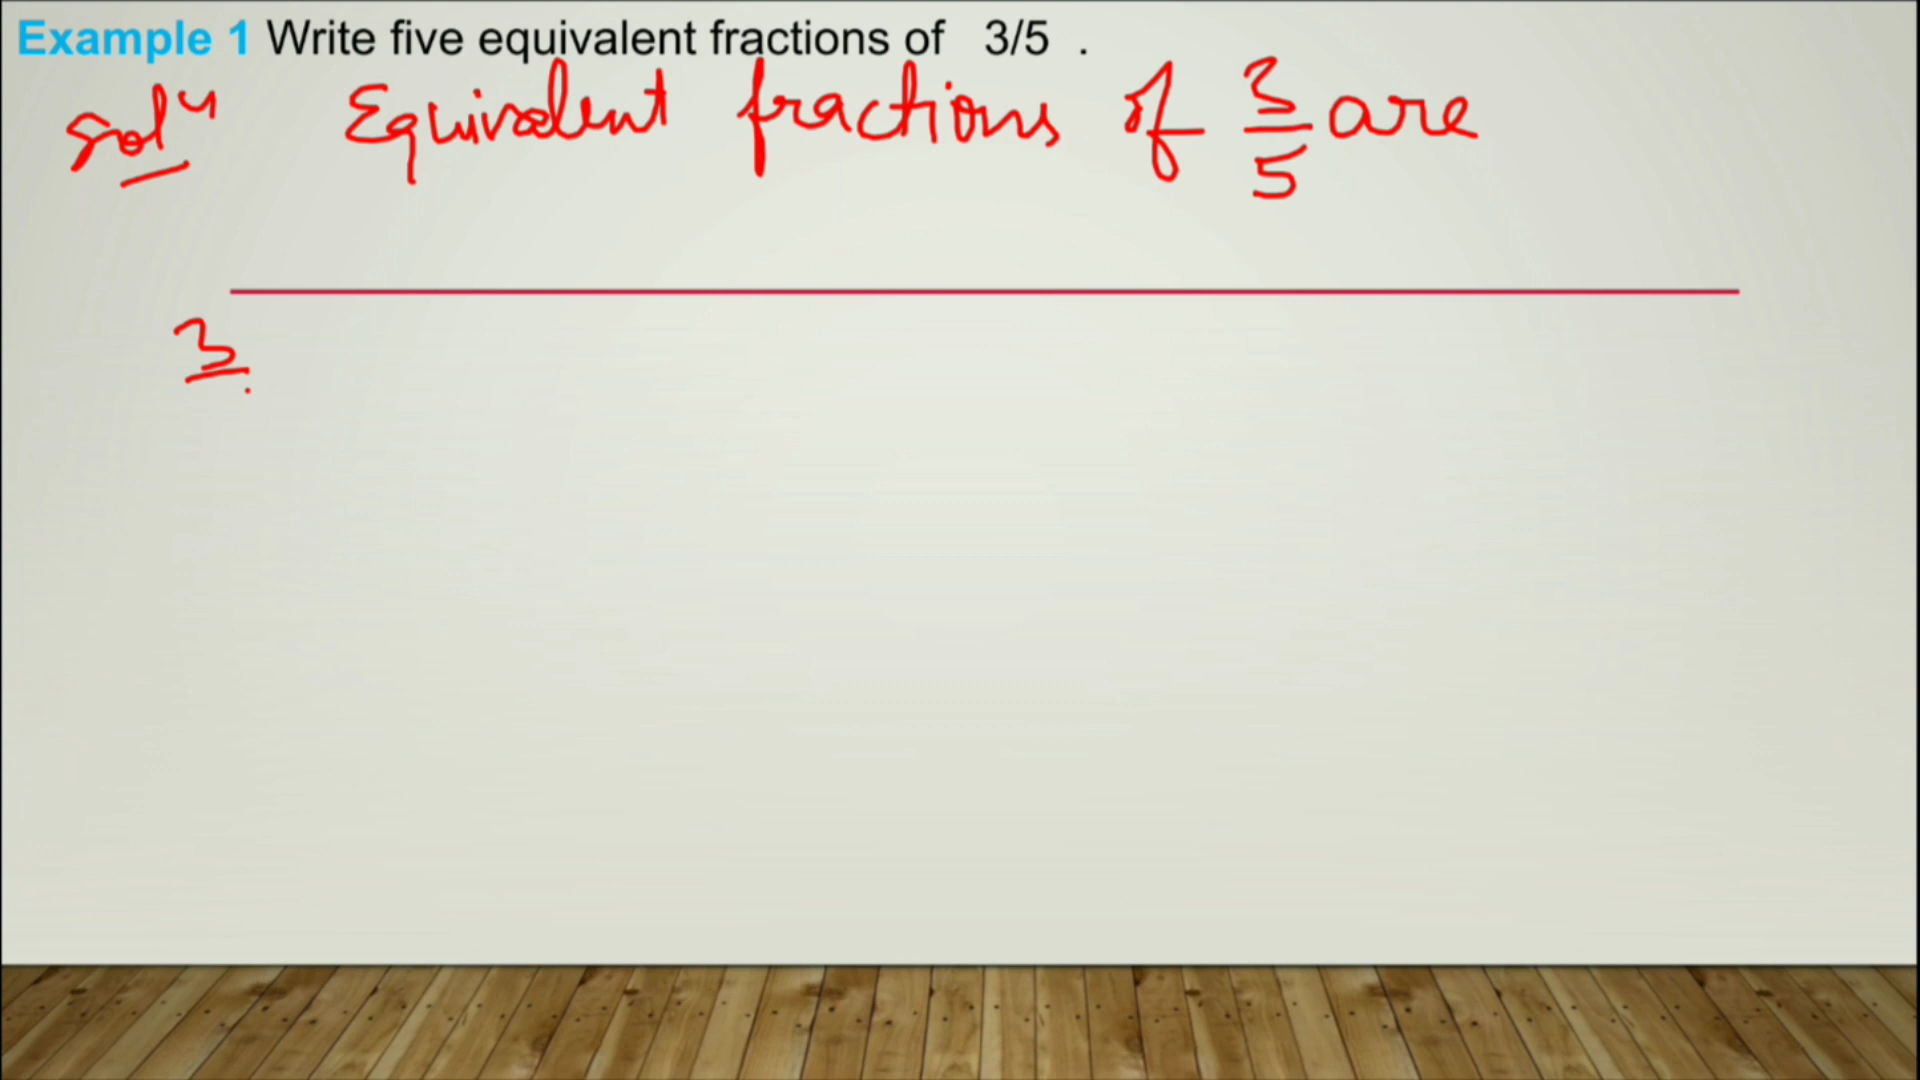 Example 1 Write five equivalent fractions of 3/5 .
Solⁿ Equivalent fractions of 3/5 are
3